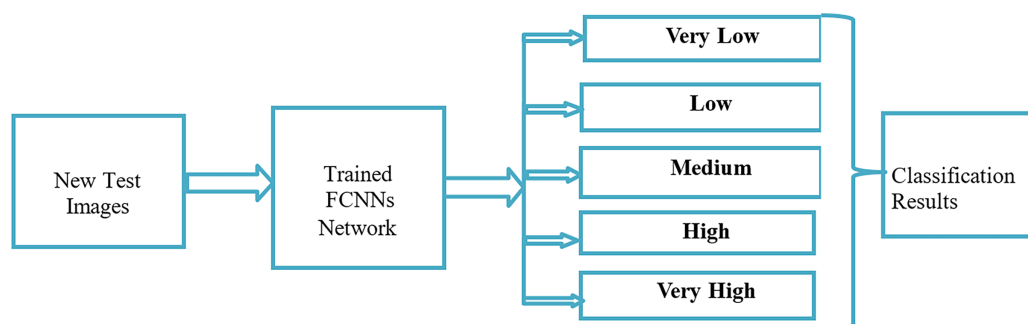 New Test
Images
Trained
FCNNs
Network
Very Low
Low
Medium
High
Very High
Classification
Results